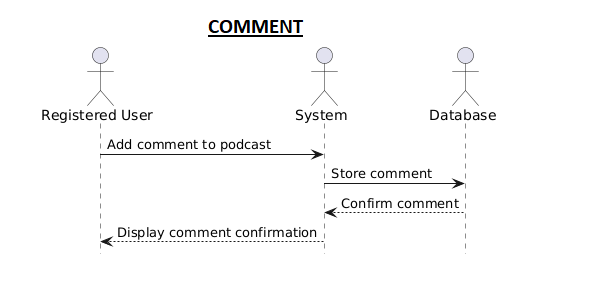 COMMENT
Registered User
System
Database
Add comment to podcast
Store comment
Confirm comment
Display comment confirmation